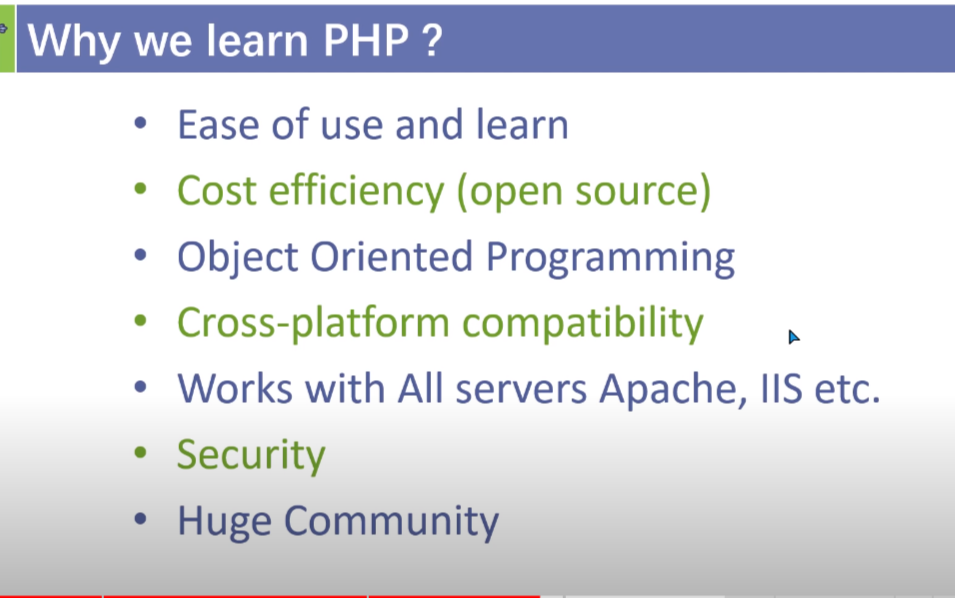 Why we learn PHP ?
• Ease of use and learn
• Cost efficiency (open source)
• Object Oriented Programming
• Cross-platform compatibility
• Works with All servers Apache, IIS etc.
• Security
• Huge Community